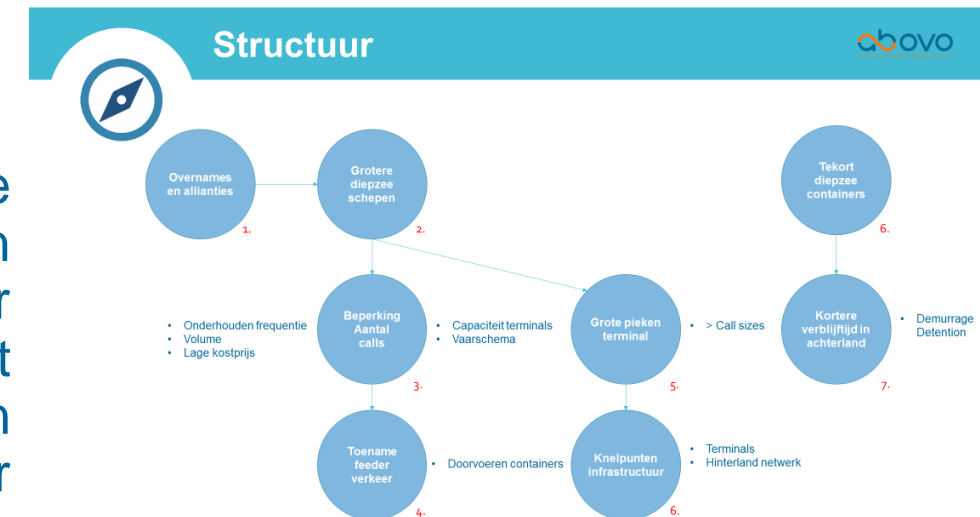 Structuur
abovo
e
n
r
t
n
r
Overnames
en allianties
1.
Grotere
diepzee
schepen
2.
Tekort
diepzee
containers
6.
• Onderhouden frequentie
• Volume
• Lage kostprijs
Beperking
Aantal
calls
3.
• Capaciteit terminals
• Vaarschema
Grote pieken
terminal
5.
• > Call sizes
Kortere
verblijftijd in
achterland
7.
• Demurrage
Detention
Toename
feeder
verkeer
4.
• Doorvoeren containers
Knelpunten
infrastructuur
6.
• Terminals
• Hinterland netwerk